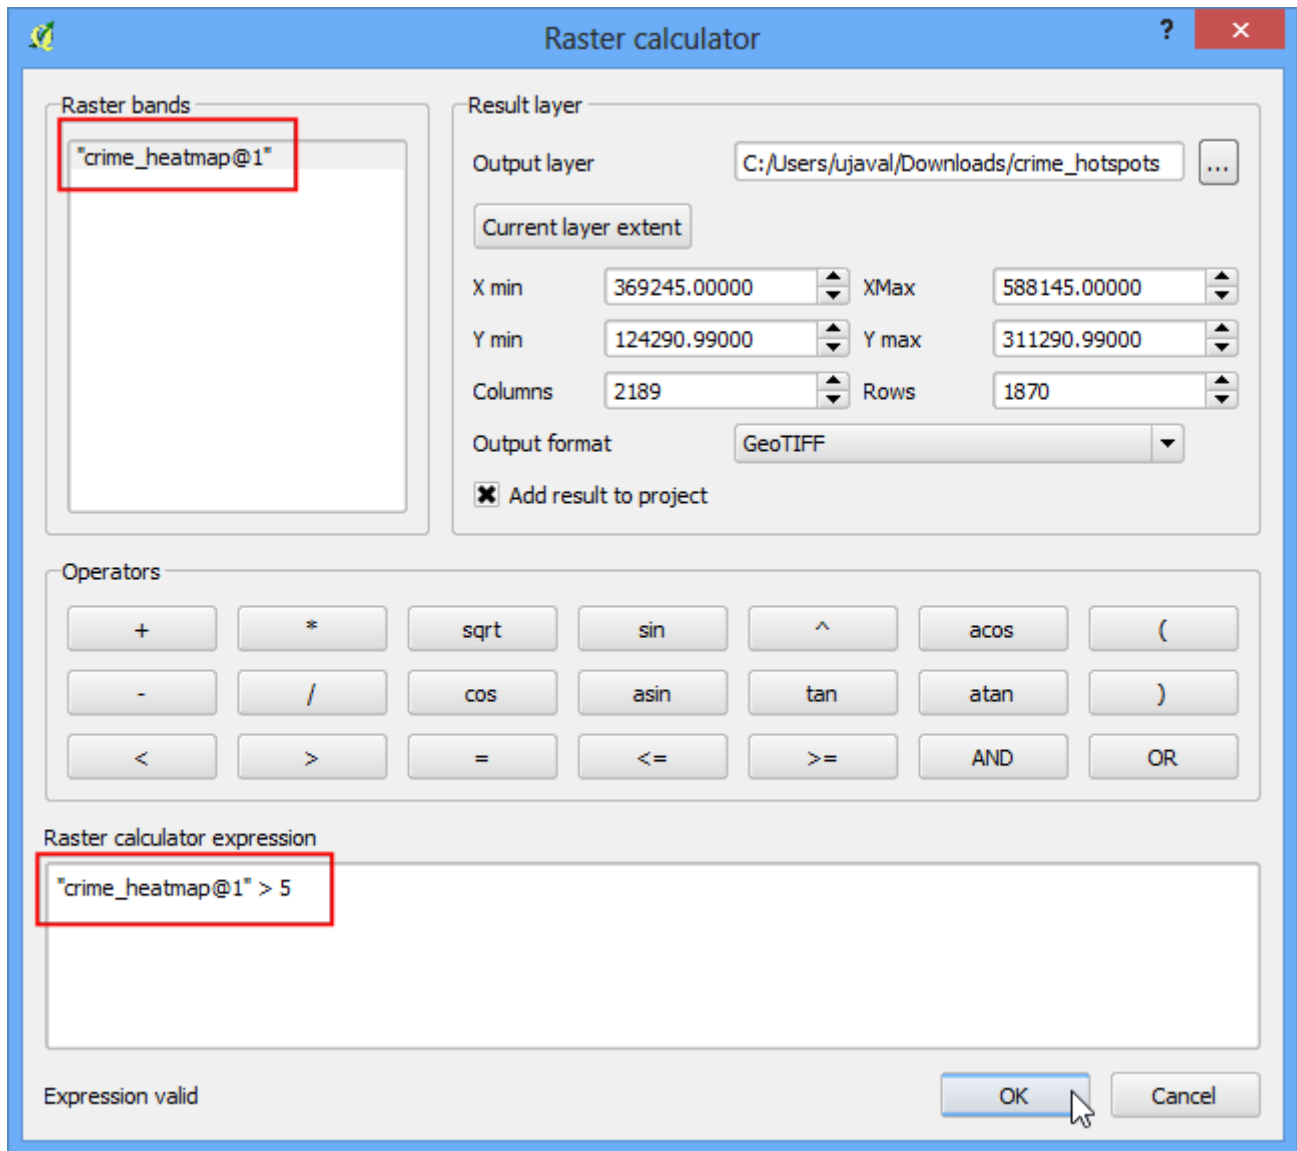 Raster calculator
?
Raster bands
"crime_heatmap@1"
Result layer
Output layer
C:/Users/ujaval/Downloads/crime_hotspots
...
Current layer extent
X min
369245.00000
XMax
588145.00000
Y min
124290.99000
Y max
311290.99000
Columns
2189
Rows
1870
Output format
GeoTIFF
Add result to project
Operators
+ * sqrt sin ^ acos (
- / cos asin tan atan )
< > = <= >= AND OR
Raster calculator expression
"crime_heatmap@1" > 5
Expression valid
OK
Cancel